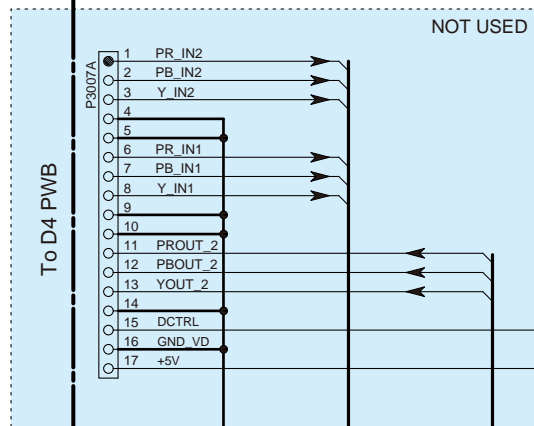 NOT USED
To D4 PWB
P3007A
1 PR_IN2
2 PB_IN2
3 Y_IN2
4
5
6 PR_IN1
7 PB_IN1
8 Y_IN1
9
10
11 PROUT_2
12 PBOUT_2
13 YOUT_2
14
15 DCTRL
16 GND_VD
17 +5V